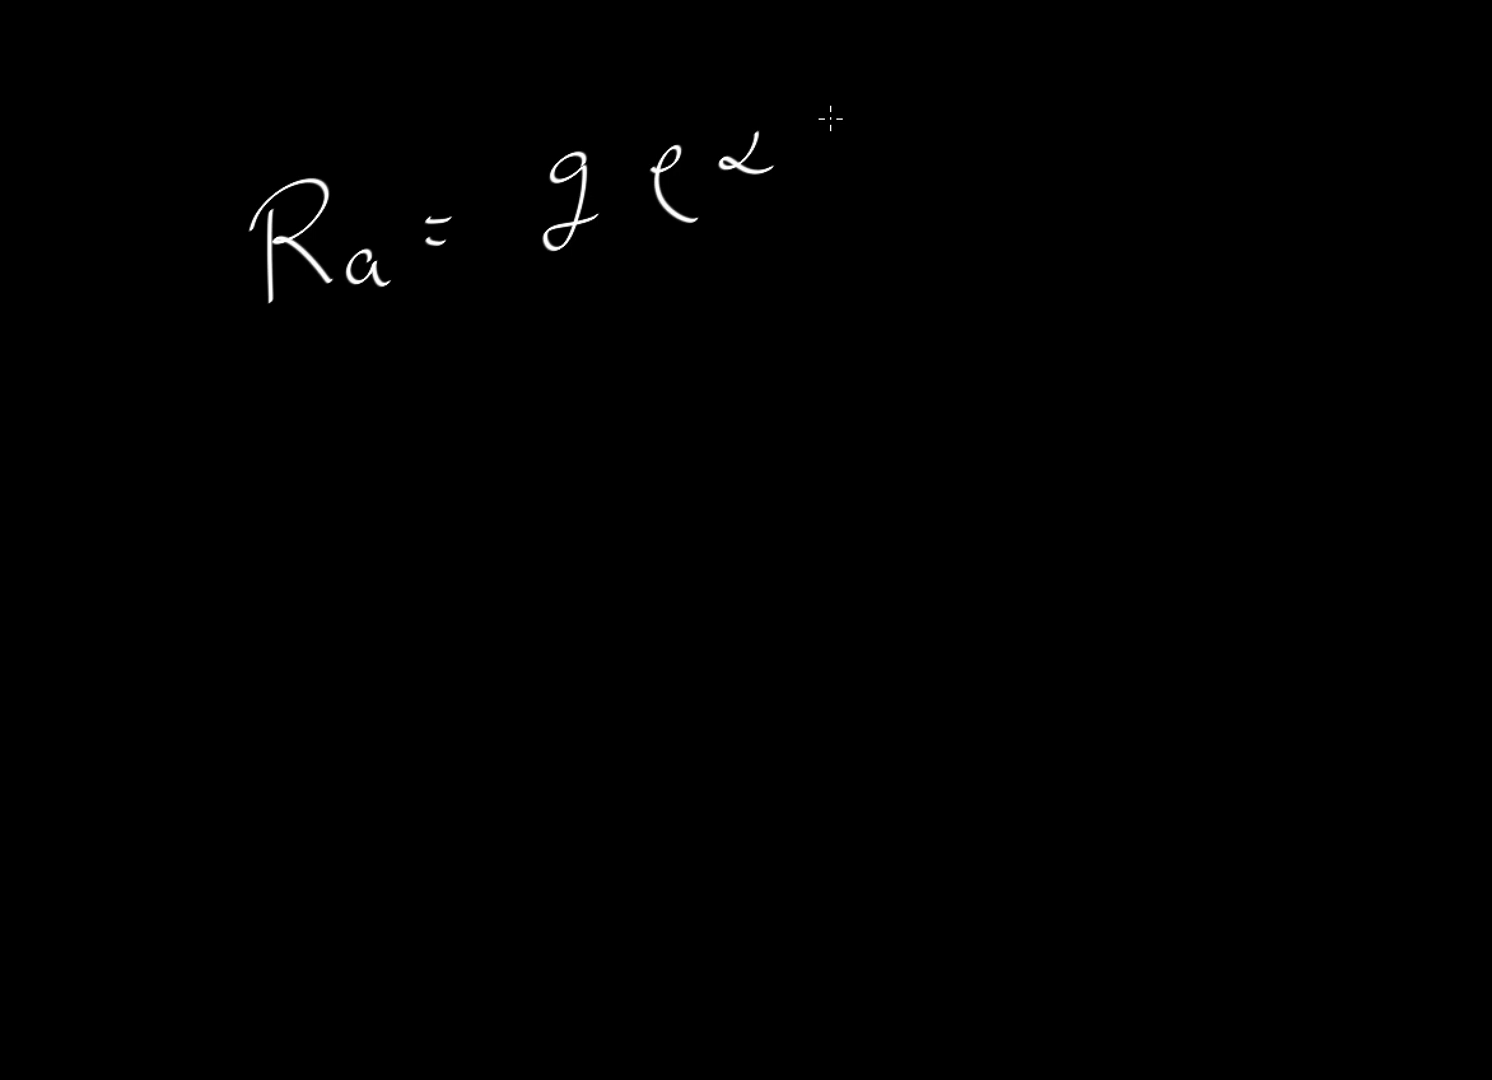 Ra = g ρ α